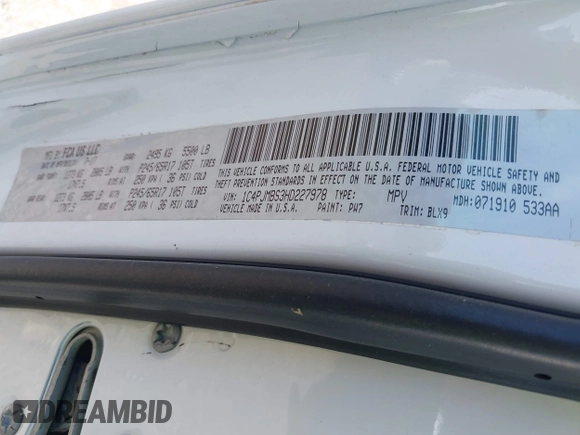 MFD BY FCA US LLC
GVWR 2495 KG 5500 LB
P245/65R17 105T TIRES
250 KPA ( 36 PSI) COLD
P245/65R17 105T TIRES
250 KPA ( 36 PSI) COLD
THIS VEHICLE CONFORMS TO ALL APPLICABLE U.S.A. FEDERAL MOTOR VEHICLE SAFETY, BUMPER, AND
THEFT PREVENTION STANDARDS IN EFFECT ON THE DATE OF MANUFACTURE SHOWN ABOVE.
VIN: 1C4PJMBS3HD227978 TYPE: MPV MDH: 071910 533AA
VEHICLE MADE IN U.S.A. PAINT: PW7 TRIM: BLX9
DREAMBID